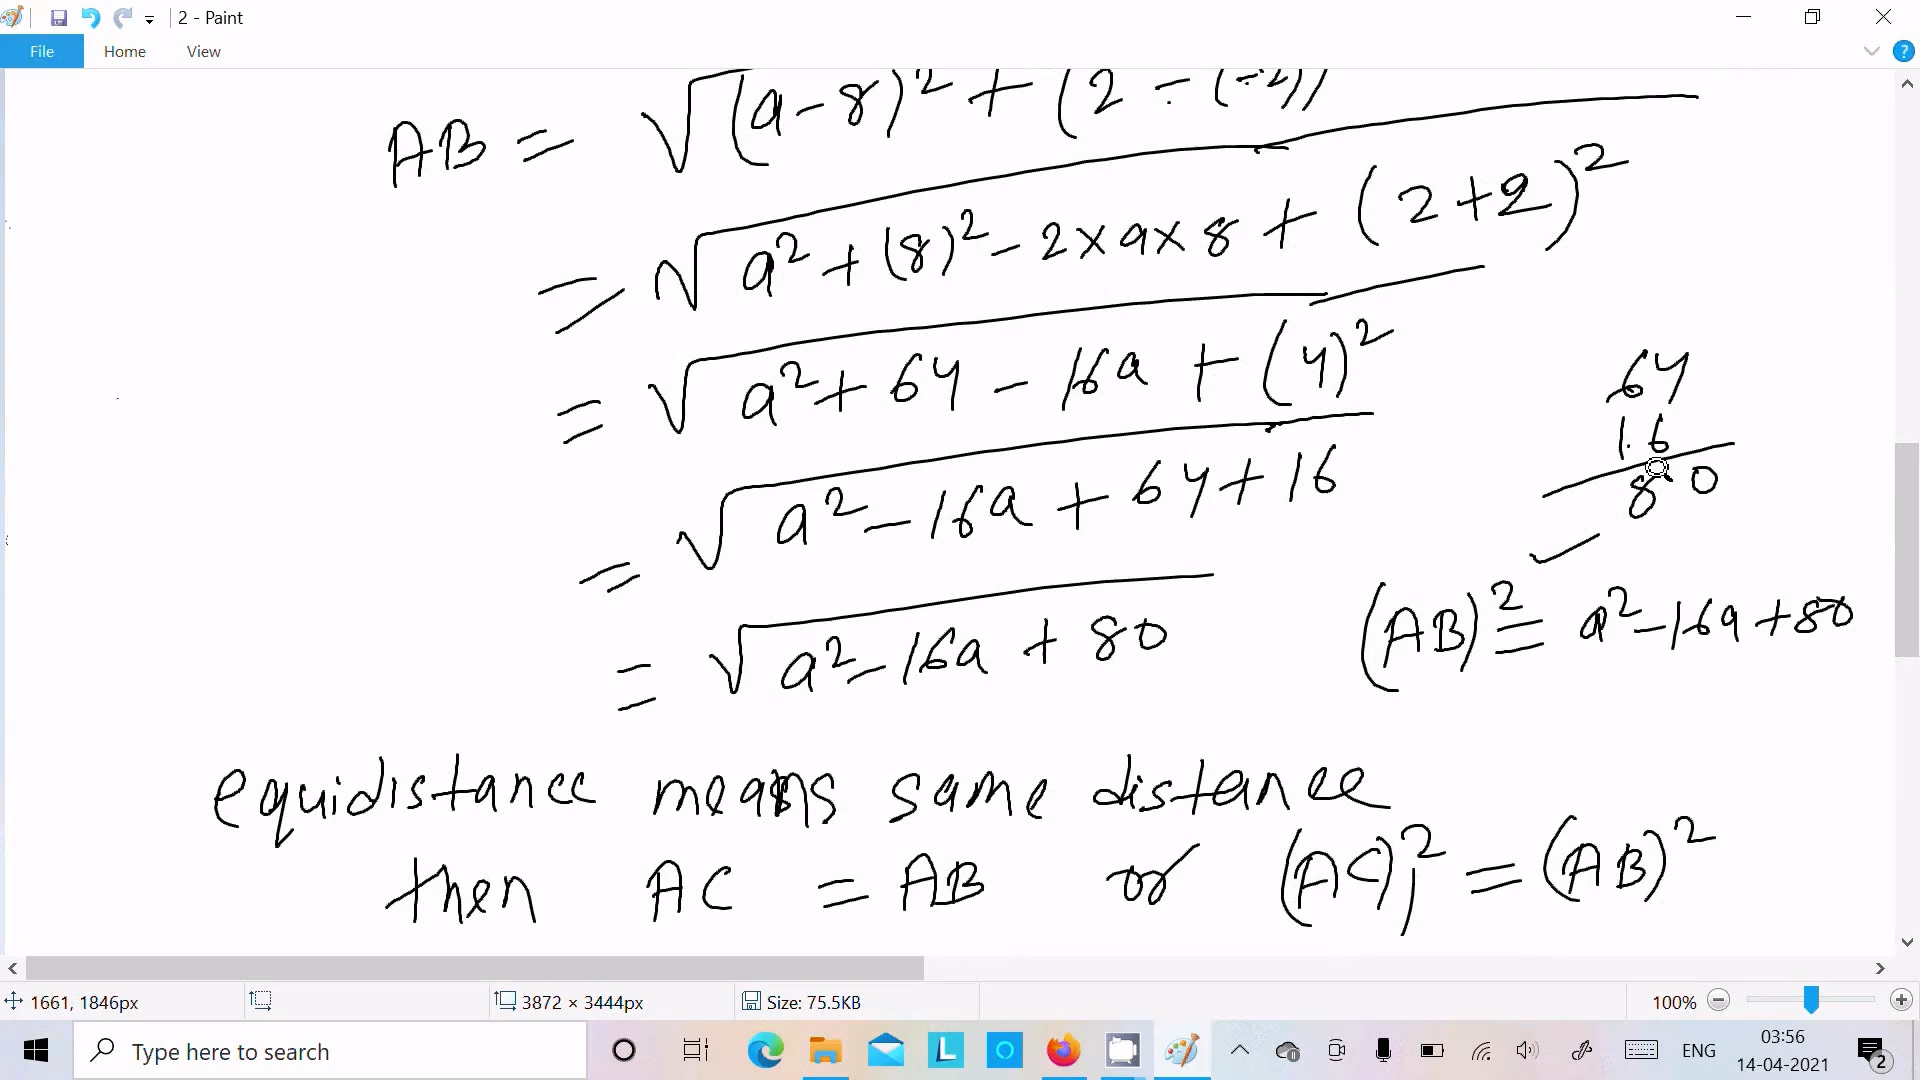 2 - Paint
File Home View
AB = √(a-8)² + (2-(-2))
= √a² + (8)² - 2×a×8 + (2+2)²
= √a² + 64 - 16a + (4)²
64
16
80
= √a² - 16a + 64 + 16
(AB)² = a² - 16a + 80
= √a² - 16a + 80
equidistance means same distance
then AC = AB or (AC)² = (AB)²
1661, 1846px 3872 × 3444px Size: 75.5KB 100%
Type here to search
ENG
03:56
14-04-2021
2